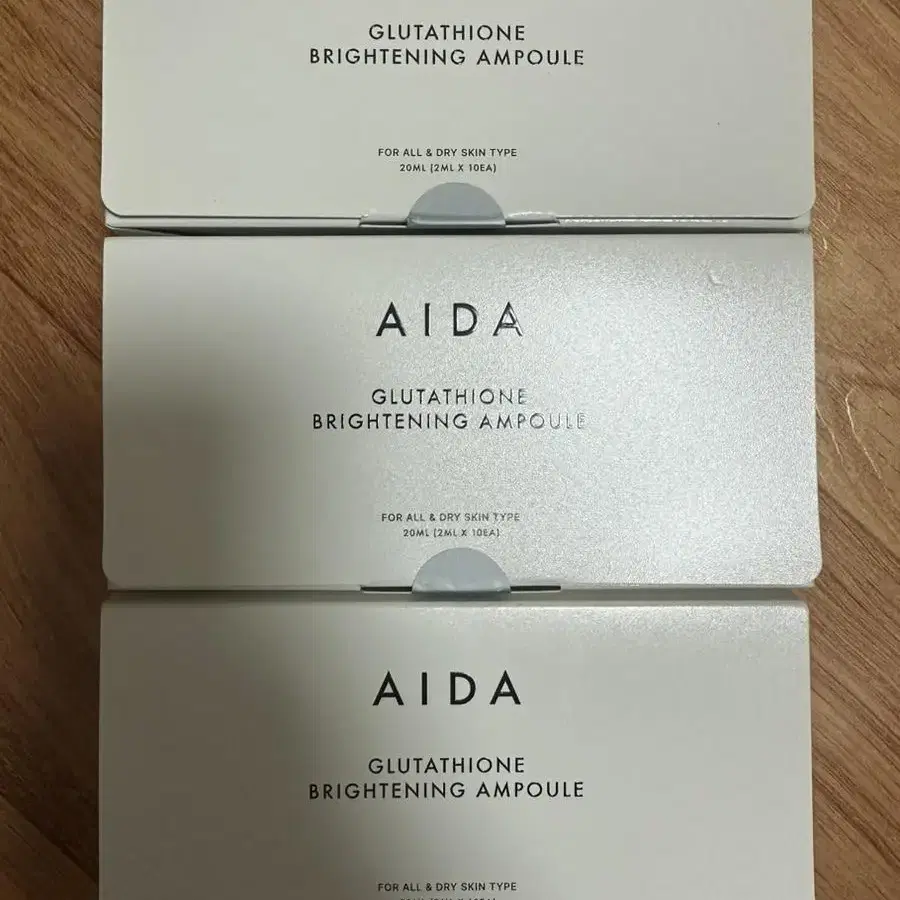 GLUTATHIONE
BRIGHTENING AMPOULE
FOR ALL & DRY SKIN TYPE
20ML (2ML X 10EA)
AIDA
GLUTATHIONE
BRIGHTENING AMPOULE
FOR ALL & DRY SKIN TYPE
20ML (2ML X 10EA)
AIDA
GLUTATHIONE
BRIGHTENING AMPOULE
FOR ALL & DRY SKIN TYPE